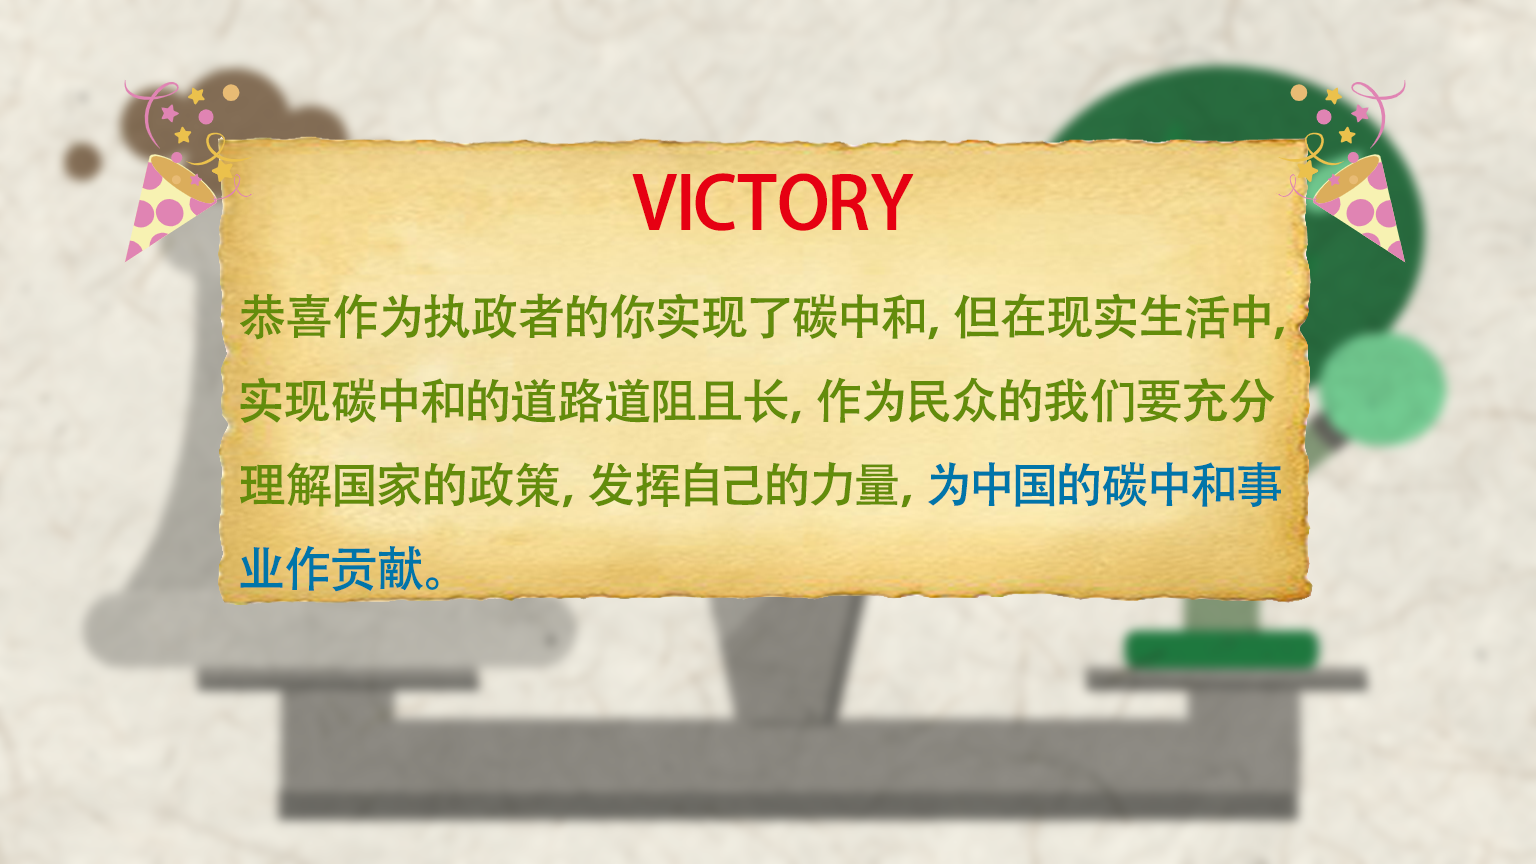 VICTORY
恭喜作为执政者的你实现了碳中和, 但在现实生活中,
实现碳中和的道路道阻且长, 作为民众的我们要充分
理解国家的政策, 发挥自己的力量, 为中国的碳中和事
业作贡献。